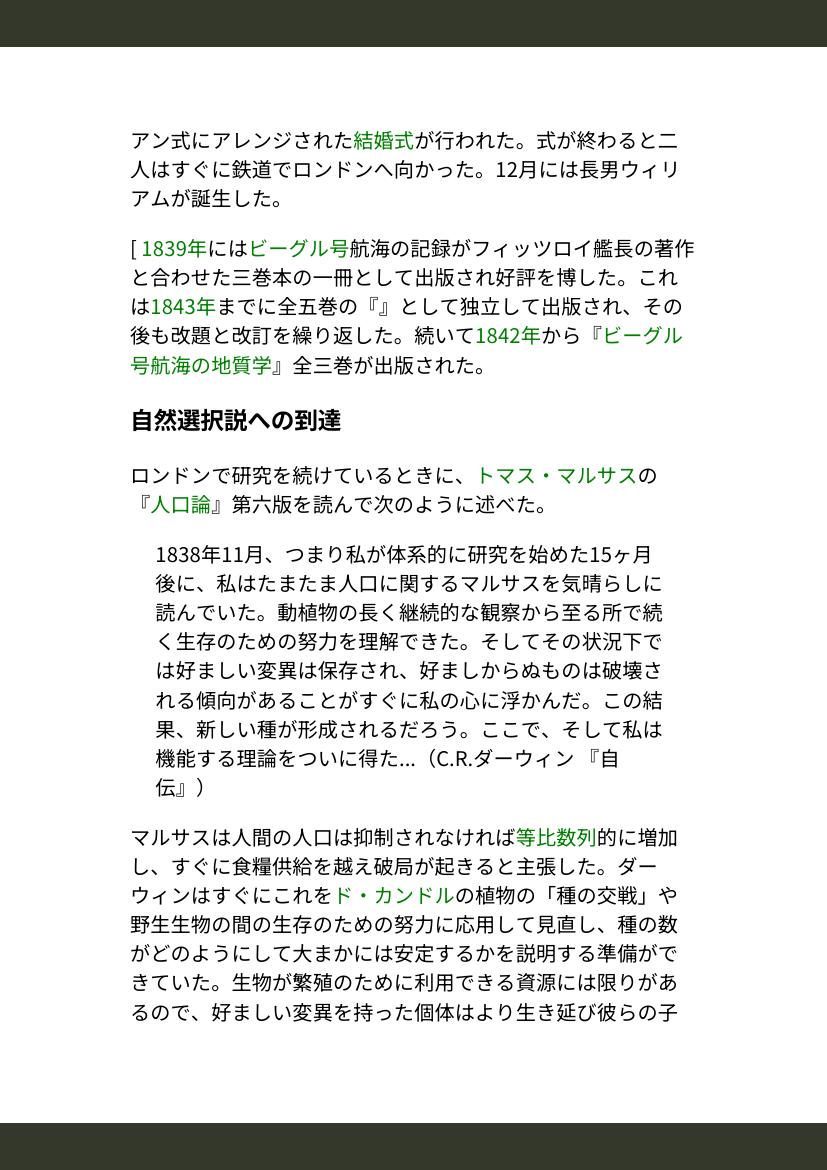 アン式にアレンジされた結婚式が行われた。式が終わると二
人はすぐに鉄道でロンドンへ向かった。12月には長男ウィリ
アムが誕生した。
[ 1839年にはビーグル号航海の記録がフィッツロイ艦長の著作
と合わせた三巻本の一冊として出版され好評を博した。これ
は1843年までに全五巻の『』として独立して出版され、その
後も改題と改訂を繰り返した。続いて1842年から『ビーグル
号航海の地質学』全三巻が出版された。
自然選択説への到達
ロンドンで研究を続けているときに、トマス・マルサスの
『人口論』第六版を読んで次のように述べた。
1838年11月、つまり私が体系的に研究を始めた15ヶ月
後に、私はたまたま人口に関するマルサスを気晴らしに
読んでいた。動植物の長く継続的な観察から至る所で続
く生存のための努力を理解できた。そしてその状況下で
は好ましい変異は保存され、好ましからぬものは破壊さ
れる傾向があることがすぐに私の心に浮かんだ。この結
果、新しい種が形成されるだろう。ここで、そして私は
機能する理論をついに得た...（C.R.ダーウィン 『自
伝』）
マルサスは人間の人口は抑制されなければ等比数列的に増加
し、すぐに食糧供給を越え破局が起きると主張した。ダー
ウィンはすぐにこれをド・カンドルの植物の「種の交戦」や
野生生物の間の生存のための努力に応用して見直し、種の数
がどのようにして大まかには安定するかを説明する準備がで
きていた。生物が繁殖のために利用できる資源には限りがあ
るので、好ましい変異を持った個体はより生き延び彼らの子